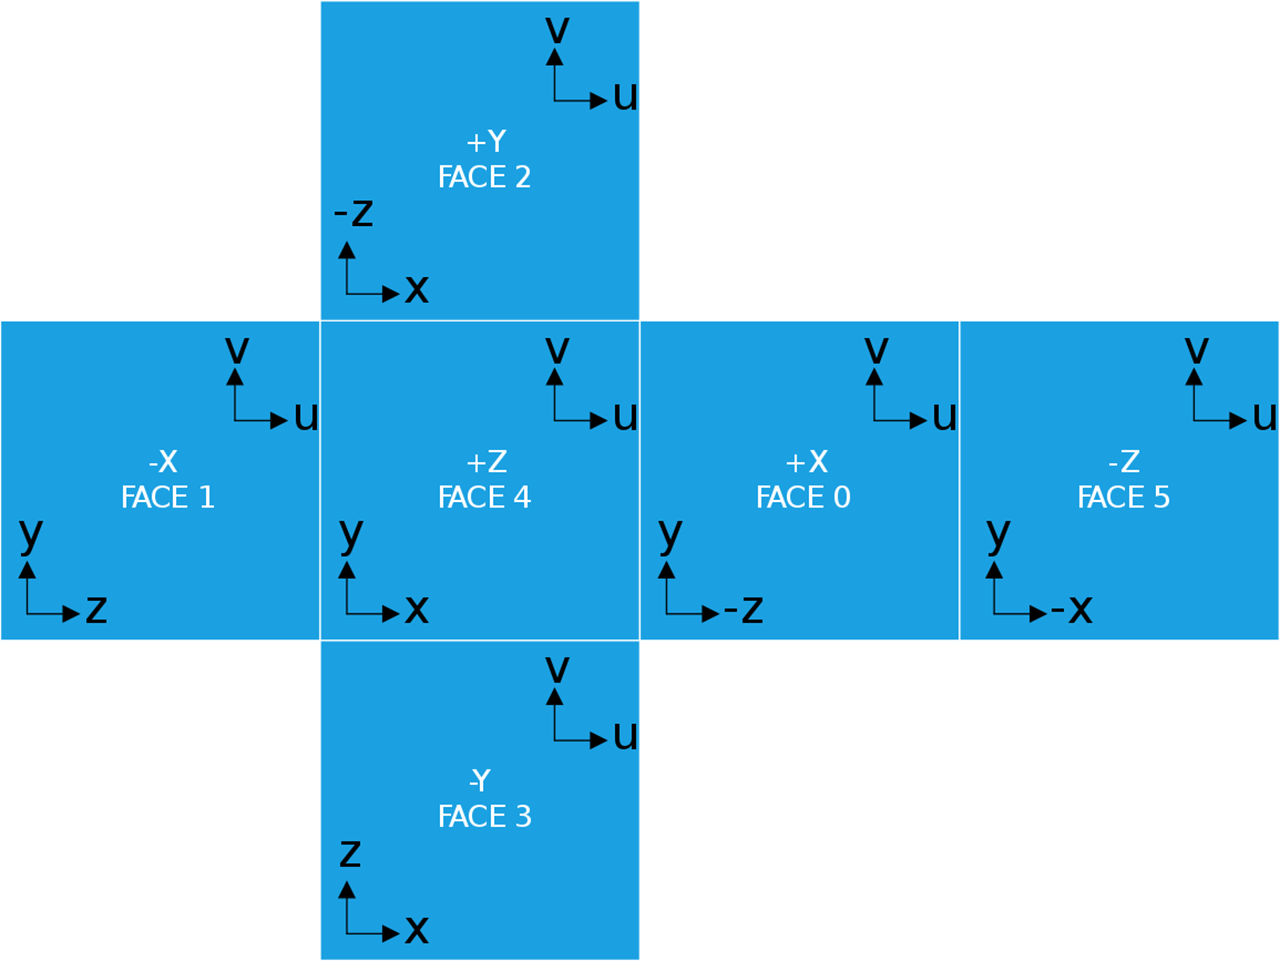 v
u
+Y
FACE 2
-z
x
v
u
-X
FACE 1
y
z
v
u
+Z
FACE 4
y
x
v
u
+X
FACE 0
y
-z
v
u
-Z
FACE 5
y
-x
v
u
-Y
FACE 3
z
x